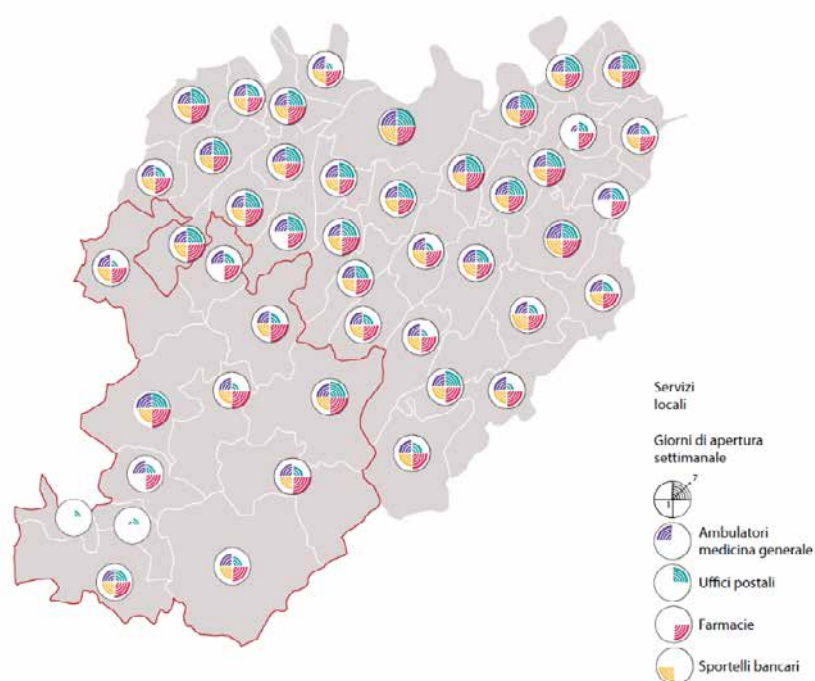 Servizi
locali
Giorni di apertura
settimanale
7
1
Ambulatori
medicina generale
Uffici postali
Farmacie
Sportelli bancari